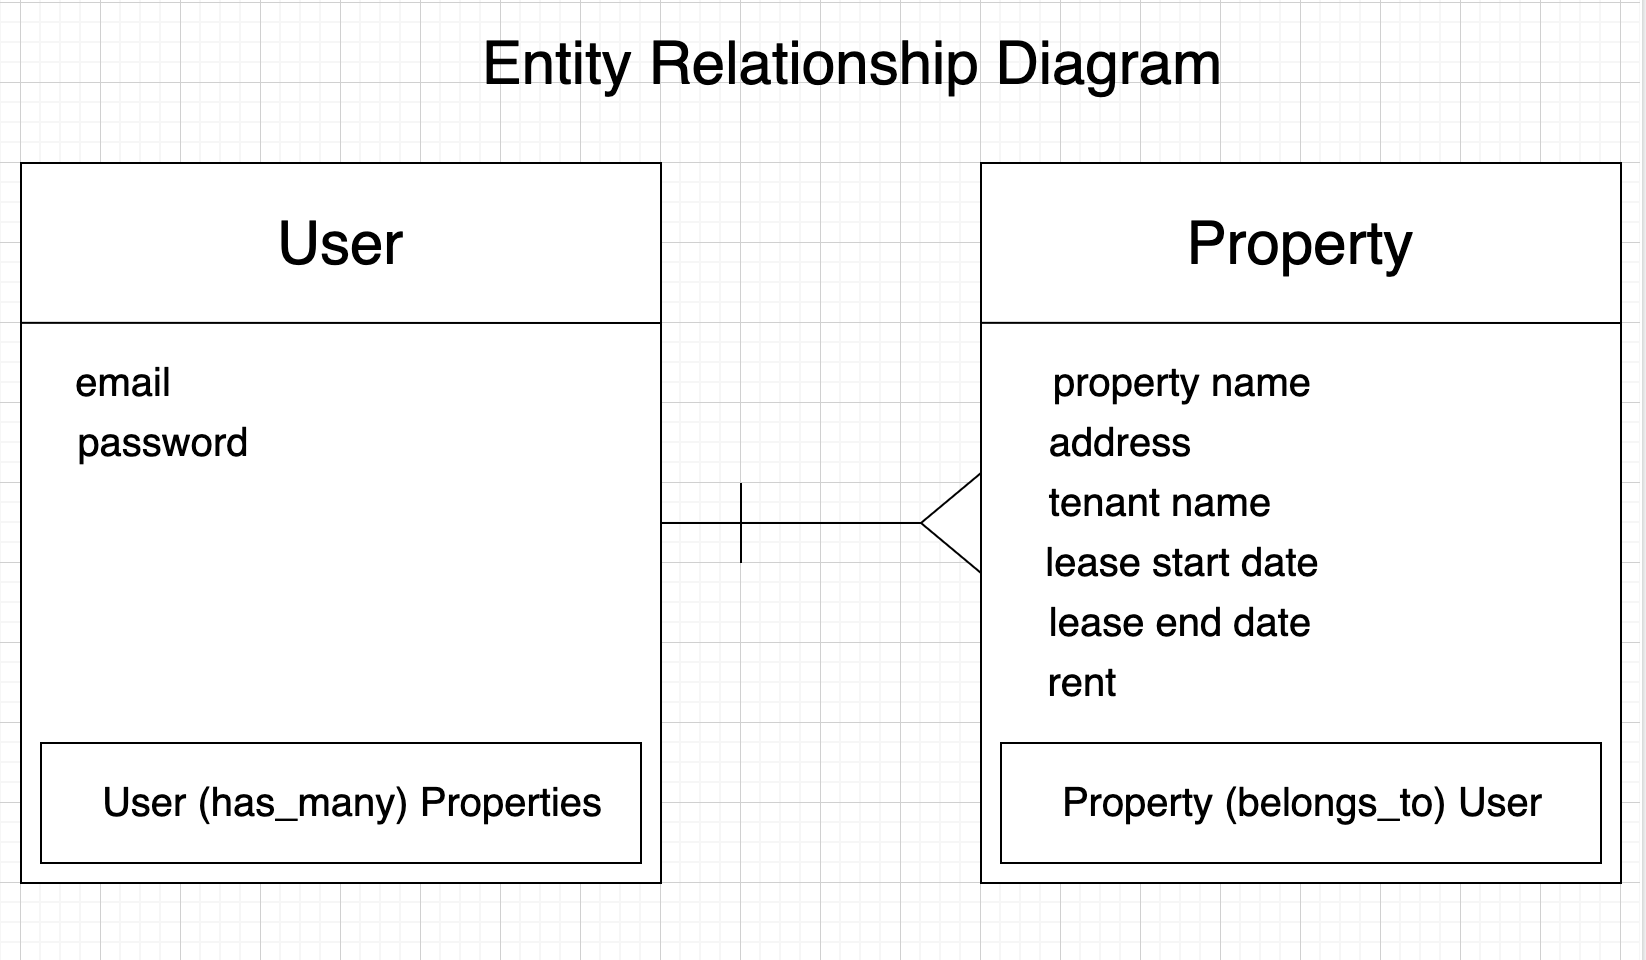 Entity Relationship Diagram
User
email
password
User (has_many) Properties
Property
property name
address
tenant name
lease start date
lease end date
rent
Property (belongs_to) User